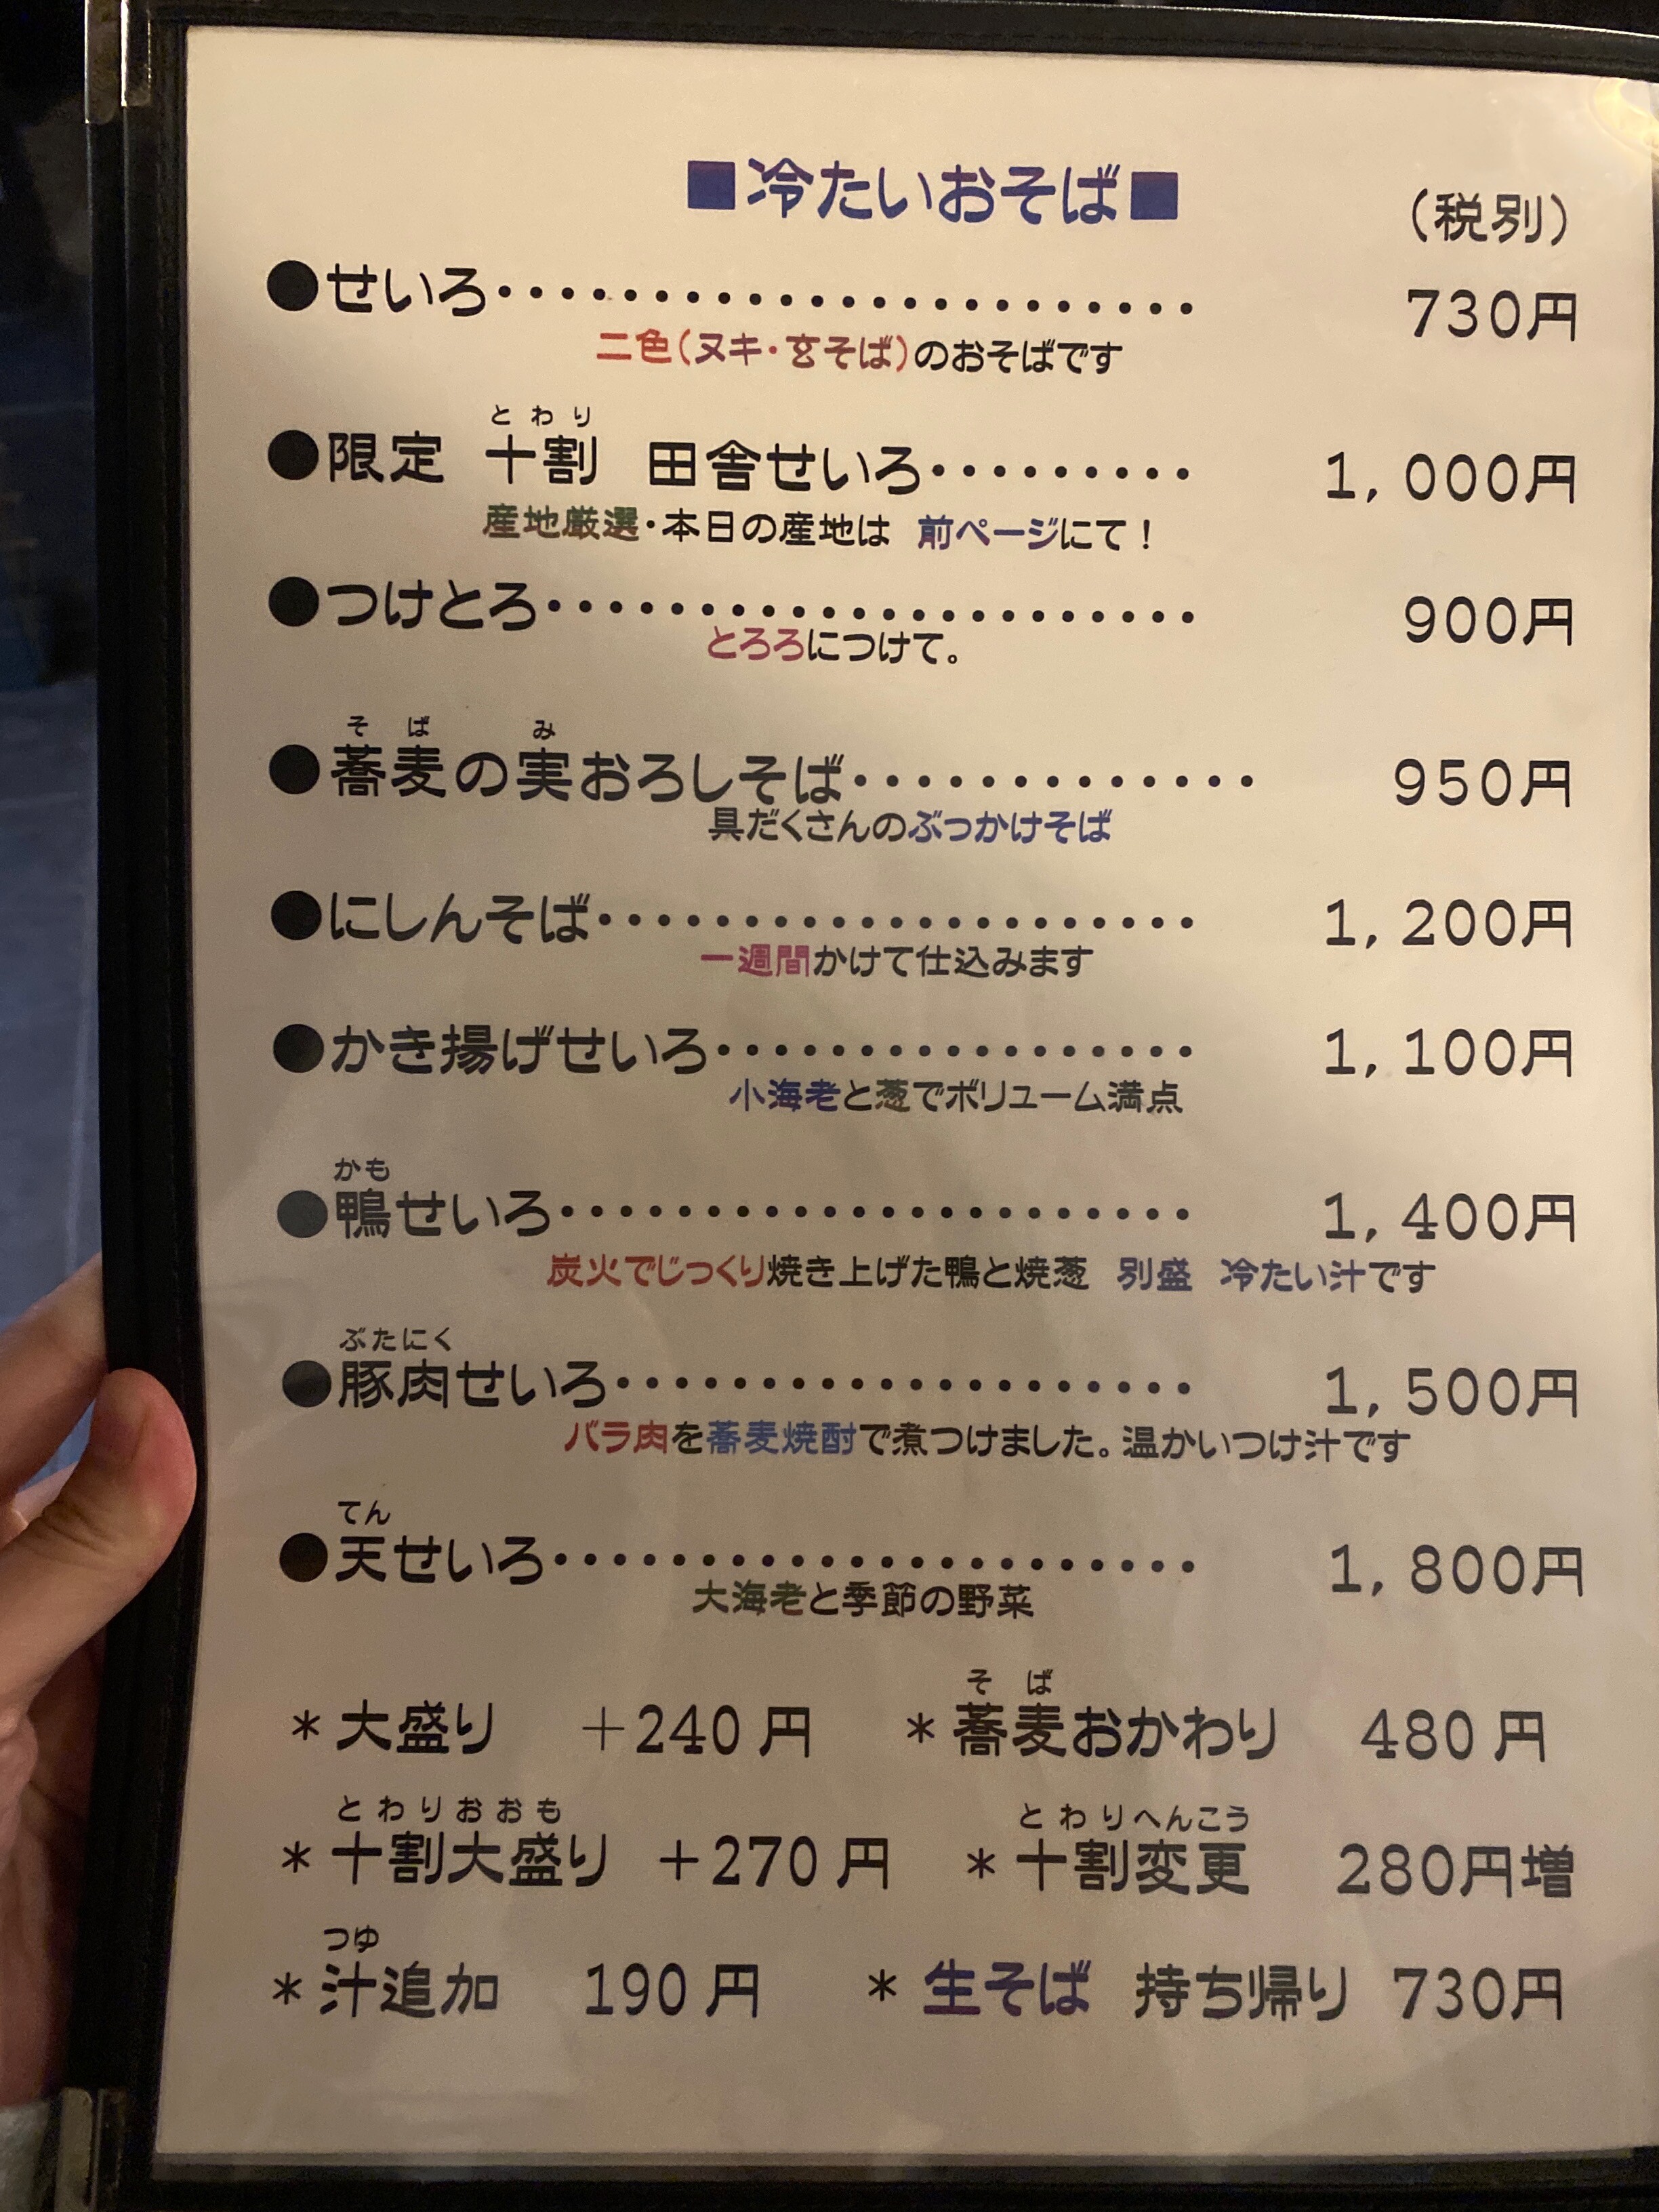 ■冷たいおそば■
（税別）
●せいろ・・・・・・・・・・・・・・・・・・・・・・・ 730円
二色（ヌキ・玄そば）のおそばです
とわり
●限定 十割 田舎せいろ・・・・・・・・・ 1,000円
産地厳選・本日の産地は 前ページにて！
●つけとろ・・・・・・・・・・・・・・・・・・・・・ 900円
とろろにつけて。
そば み
●蕎麦の実おろしそば・・・・・・・・・・・・・・ 950円
具だくさんのぶっかけそば
●にしんそば・・・・・・・・・・・・・・・・・・・・・ 1,200円
一週間かけて仕込みます
●かき揚げせいろ・・・・・・・・・・・・・・・・・ 1,100円
小海老と葱でボリューム満点
かも
●鴨せいろ・・・・・・・・・・・・・・・・・・・・・・ 1,400円
炭火でじっくり焼き上げた鴨と焼葱 別盛 冷たい汁です
ぶたにく
●豚肉せいろ・・・・・・・・・・・・・・・・・・・・ 1,500円
バラ肉を蕎麦焼酎で煮つけました。温かいつけ汁です
てん
●天せいろ・・・・・・・・・・・・・・・・・・・・・・ 1,800円
大海老と季節の野菜
そば
＊大盛り ＋240円 ＊蕎麦おかわり 480円
とわりおおも とわりへんこう
＊十割大盛り ＋270円 ＊十割変更 280円増
つゆ
＊汁追加 190円 ＊生そば 持ち帰り 730円